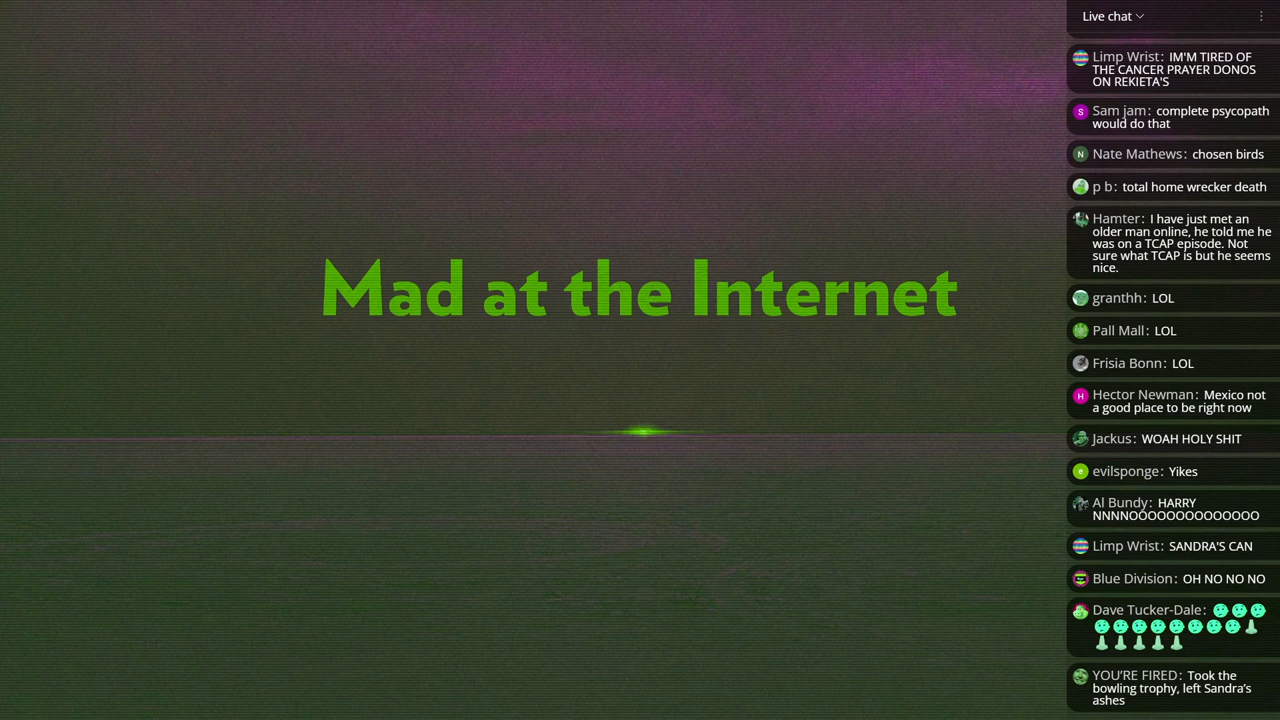 Live chat
Limp Wrist: IM'M TIRED OF
THE CANCER PRAYER DONOS
ON REKIETA'S
S
Sam jam: complete psycopath
would do that
N
Nate Mathews: chosen birds
p b: total home wrecker death
Hamter: I have just met an
older man online, he told me he
was on a TCAP episode. Not
sure what TCAP is but he seems
nice.
Mad at the Internet
granthh: LOL
Pall Mall: LOL
Frisia Bonn: LOL
H
Hector Newman: Mexico not
a good place to be right now
Jackus: WOAH HOLY SHIT
e
evilsponge: Yikes
Al Bundy: HARRY
NNNNOOOOOOOOOOOOOO
Limp Wrist: SANDRA'S CAN
Blue Division: OH NO NO NO
Dave Tucker-Dale:
YOU'RE FIRED: Took the
bowling trophy, left Sandra's
ashes